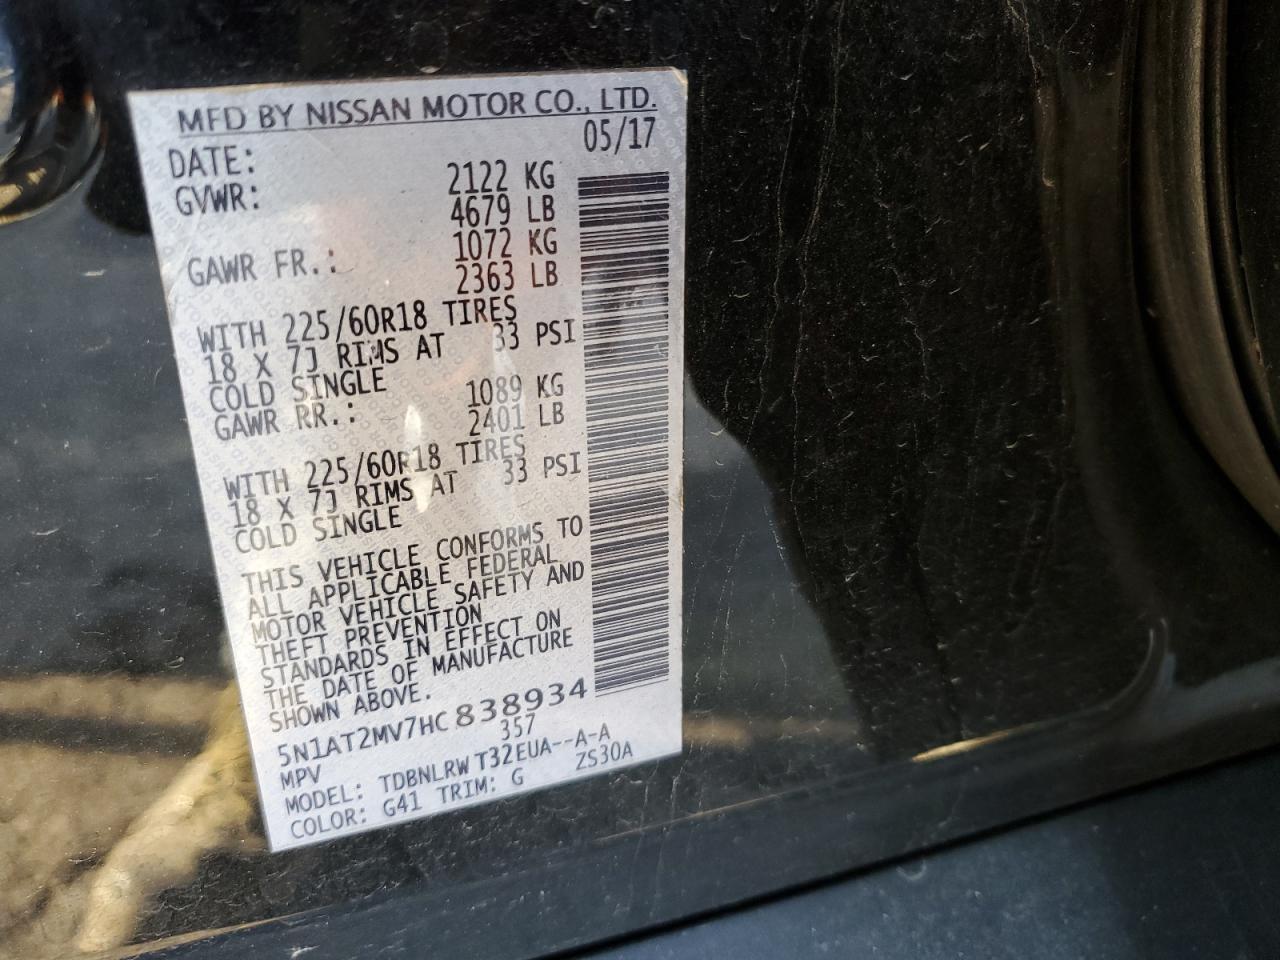 MFD BY NISSAN MOTOR CO., LTD.
DATE: 05/17
GVWR: 2122 KG
4679 LB
GAWR FR.: 1072 KG
2363 LB
WITH 225/60R18 TIRES
18 X 7J RIMS AT 33 PSI
COLD SINGLE
GAWR RR.: 1089 KG
2401 LB
WITH 225/60R18 TIRES
18 X 7J RIMS AT 33 PSI
COLD SINGLE
THIS VEHICLE CONFORMS TO
ALL APPLICABLE FEDERAL
MOTOR VEHICLE SAFETY AND
THEFT PREVENTION
STANDARDS IN EFFECT ON
THE DATE OF MANUFACTURE
SHOWN ABOVE.
5N1AT2MV7HC838934
MPV 357
MODEL: TDBNLRW T32EUA--A-A
COLOR: G41 TRIM: G ZS30A